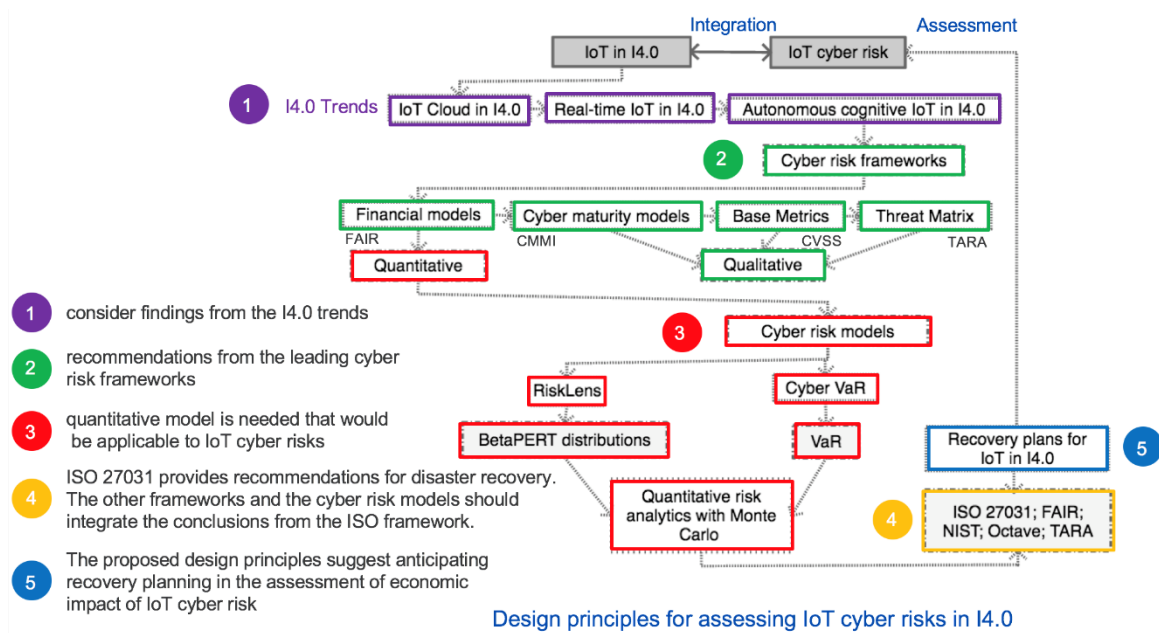 Integration
Assessment
IoT in I4.0
IoT cyber risk
1
I4.0 Trends
IoT Cloud in I4.0
Real-time IoT in I4.0
Autonomous cognitive IoT in I4.0
2
Cyber risk frameworks
Financial models
Cyber maturity models
Base Metrics
Threat Matrix
FAIR
CMMI
CVSS
TARA
Quantitative
Qualitative
1
consider findings from the I4.0 trends
2
recommendations from the leading cyber
risk frameworks
3
quantitative model is needed that would
be applicable to IoT cyber risks
4
ISO 27031 provides recommendations for disaster recovery.
The other frameworks and the cyber risk models should
integrate the conclusions from the ISO framework.
5
The proposed design principles suggest anticipating
recovery planning in the assessment of economic
impact of IoT cyber risk
3
Cyber risk models
RiskLens
Cyber VaR
BetaPERT distributions
VaR
Quantitative risk
analytics with Monte
Carlo
Recovery plans for
IoT in I4.0
5
4
ISO 27031; FAIR;
NIST; Octave; TARA
Design principles for assessing IoT cyber risks in I4.0